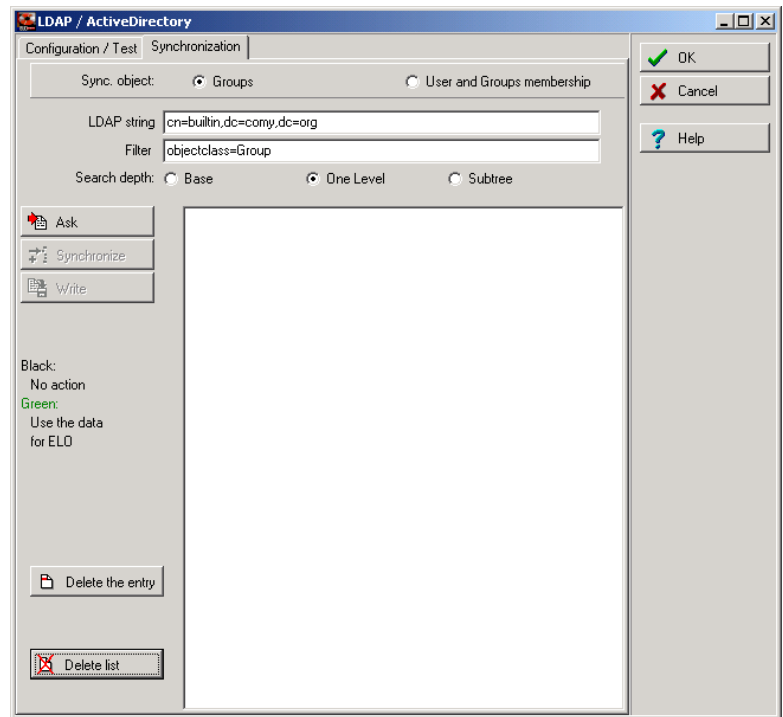 LDAP / ActiveDirectory
Configuration / Test Synchronization
Sync. object: Groups User and Groups membership
LDAP string cn=builtin,dc=comy,dc=org
Filter objectclass=Group
Search depth: Base One Level Subtree
Ask
Synchronize
Write
Black:
No action
Green:
Use the data
for ELO
Delete the entry
Delete list
OK
Cancel
Help